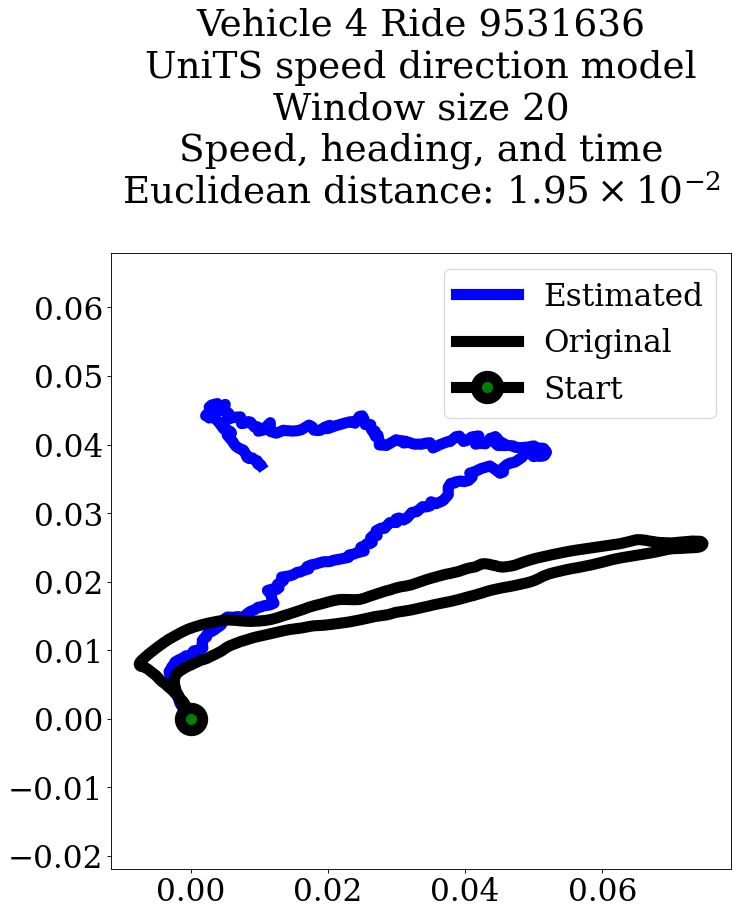 Vehicle 4 Ride 9531636
UniTS speed direction model
Window size 20
Speed, heading, and time
Euclidean distance: 1.95 × 10⁻²
Estimated
Original
Start
0.06
0.05
0.04
0.03
0.02
0.01
0.00
−0.01
−0.02
0.00 0.02 0.04 0.06